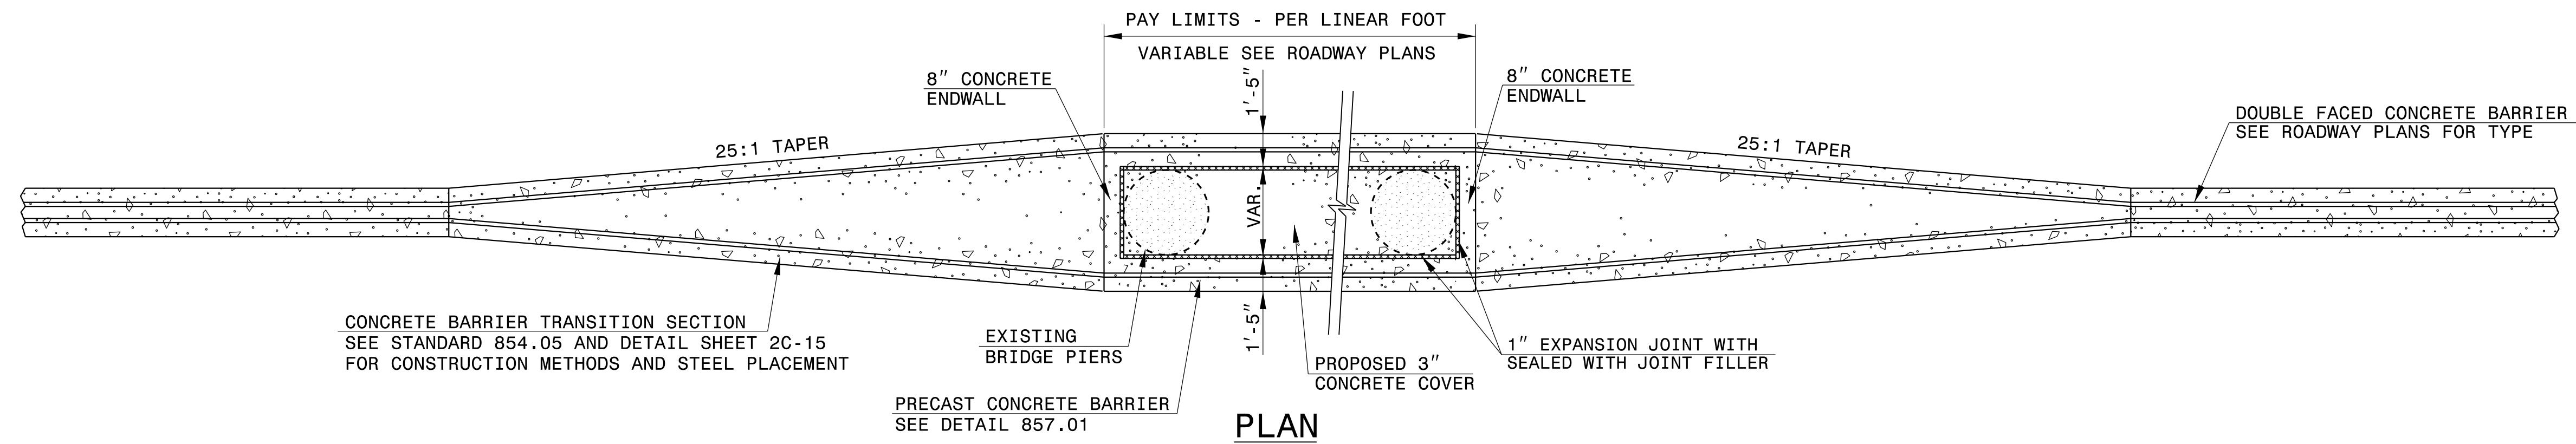 PAY LIMITS - PER LINEAR FOOT
VARIABLE SEE ROADWAY PLANS
8" CONCRETE
ENDWALL
1'-5"
8" CONCRETE
ENDWALL
DOUBLE FACED CONCRETE BARRIER
SEE ROADWAY PLANS FOR TYPE
25:1 TAPER
25:1 TAPER
VAR.
CONCRETE BARRIER TRANSITION SECTION
SEE STANDARD 854.05 AND DETAIL SHEET 2C-15
FOR CONSTRUCTION METHODS AND STEEL PLACEMENT
EXISTING
BRIDGE PIERS
1'-5"
PROPOSED 3"
CONCRETE COVER
1" EXPANSION JOINT WITH
SEALED WITH JOINT FILLER
PRECAST CONCRETE BARRIER
SEE DETAIL 857.01
PLAN